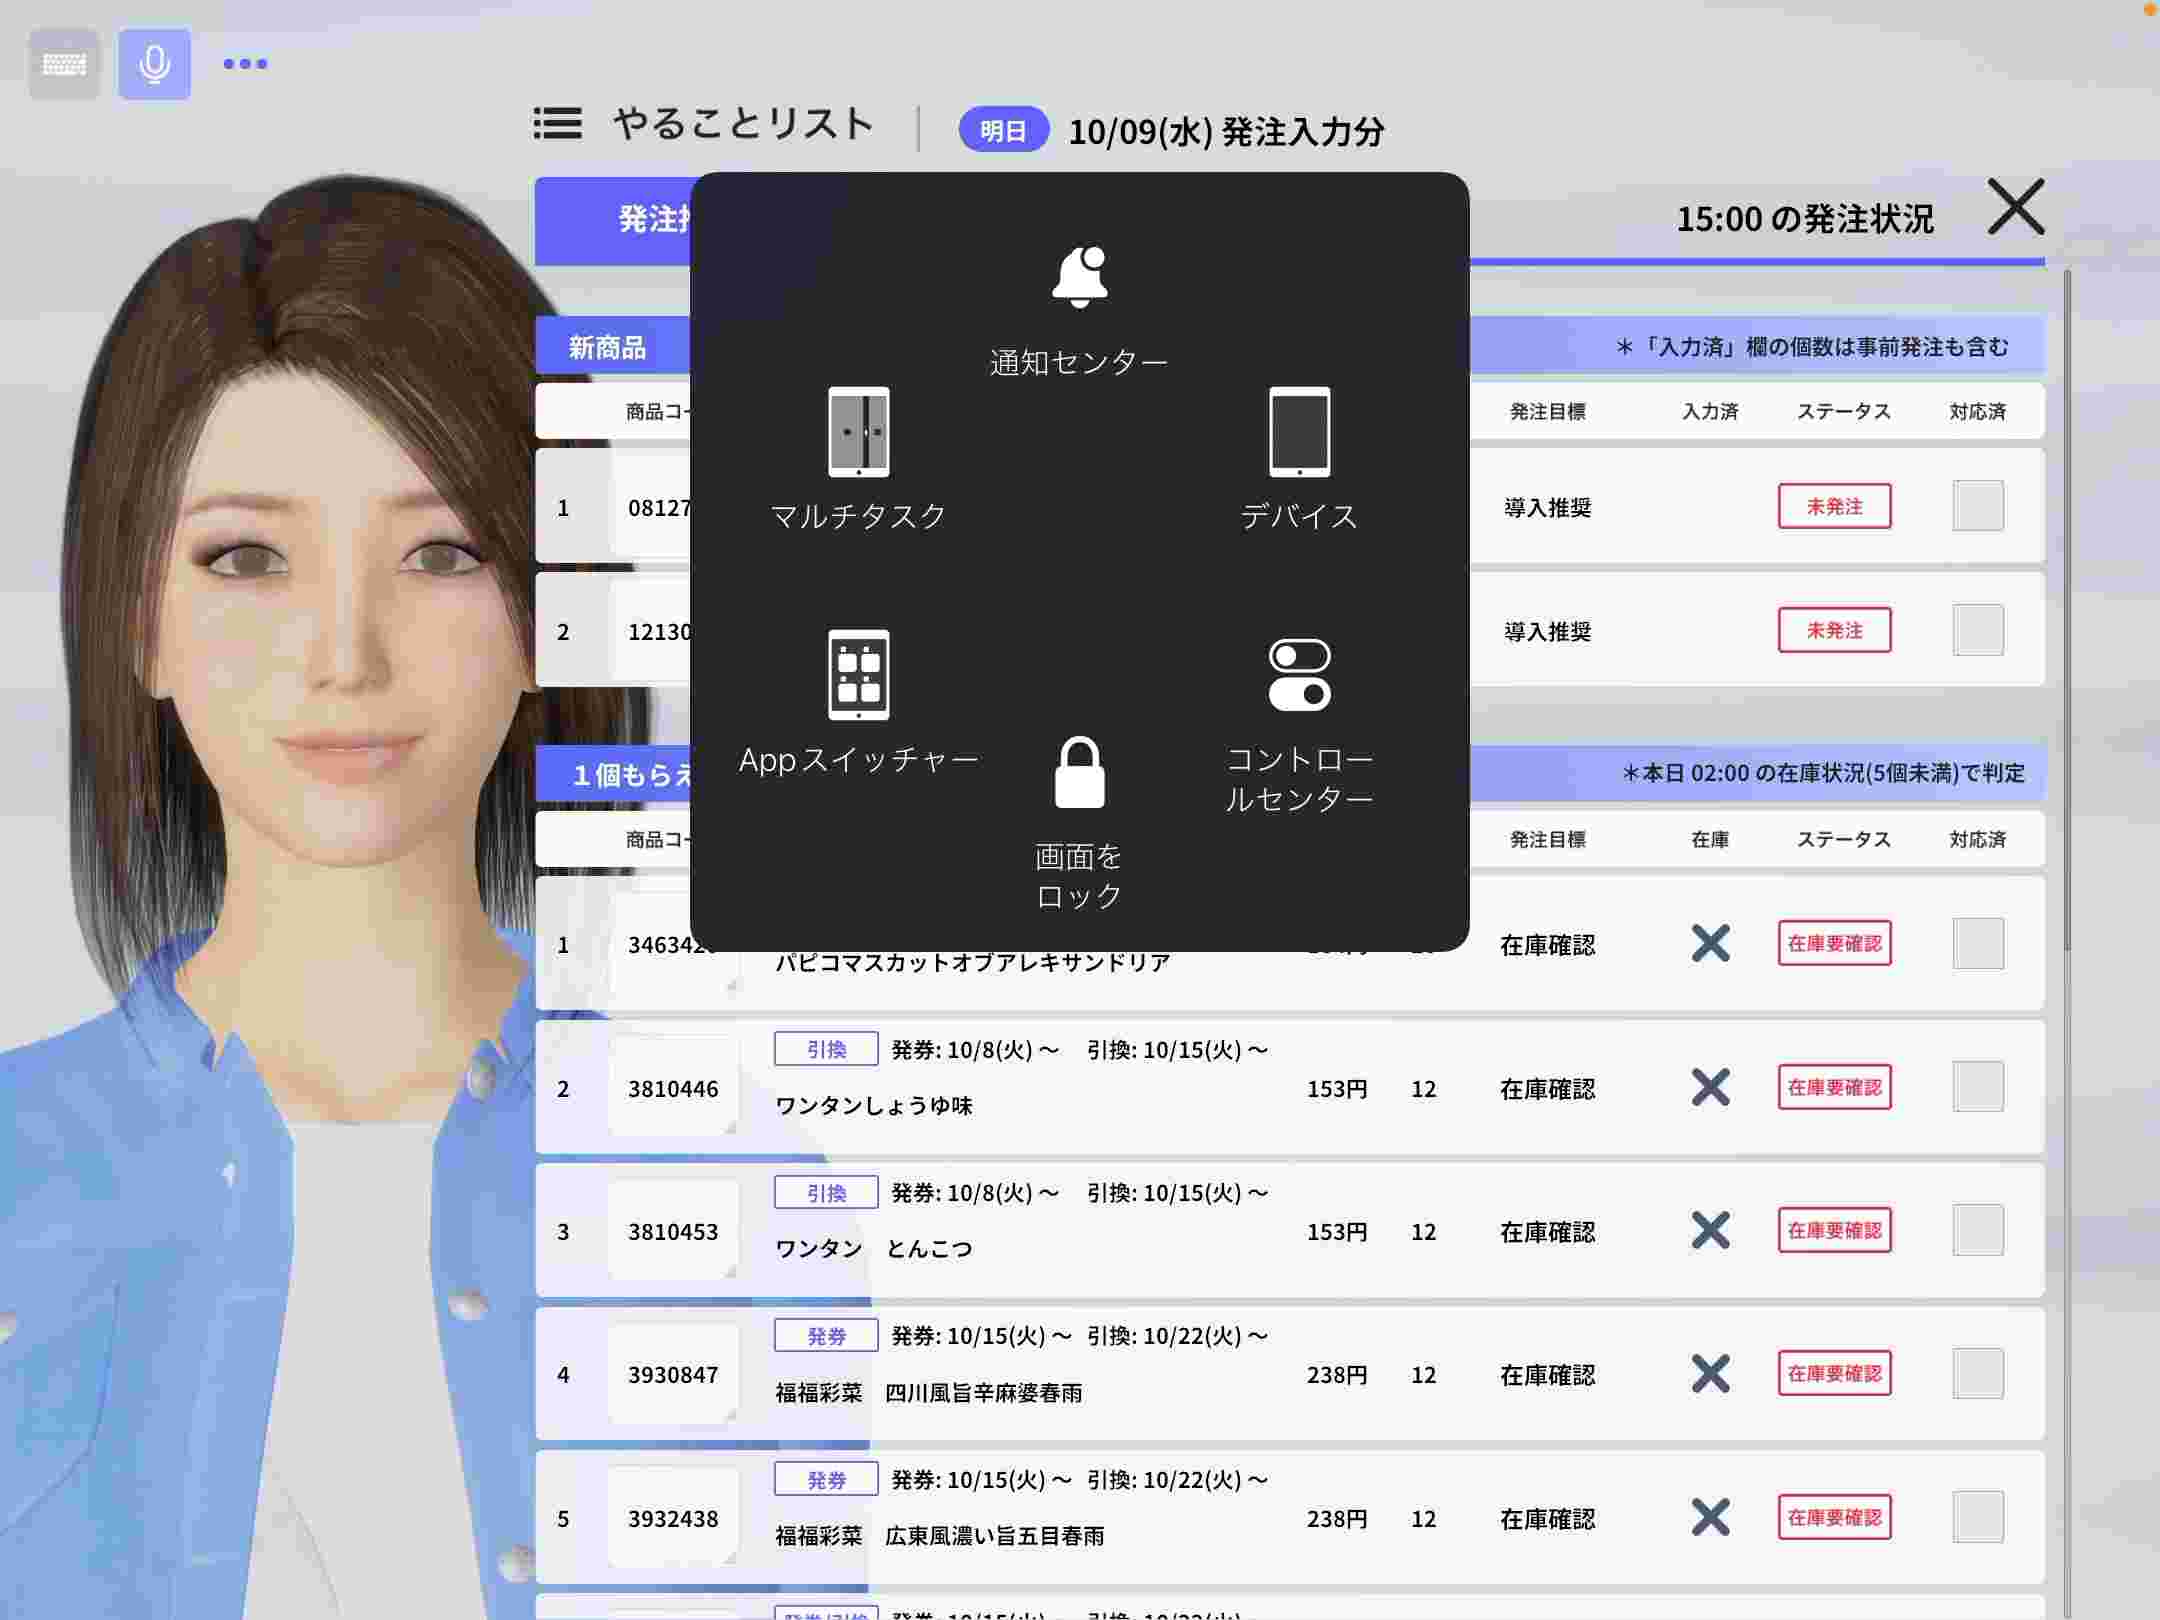 やることリスト
明日 10/09(水) 発注入力分
15:00 の発注状況
新商品
＊「入力済」欄の個数は事前発注も含む
発注目標 入力済 ステータス 対応済
1 導入推奨 未発注
2 導入推奨 未発注
通知センター
マルチタスク
デバイス
Appスイッチャー
コントロー
ルセンター
画面を
ロック
＊本日 02:00 の在庫状況(5個未満)で判定
発注目標 在庫 ステータス 対応済
1 在庫確認 在庫要確認
パピコマスカットオブアレキサンドリア
引換 発券: 10/8(火) ～ 引換: 10/15(火) ～
2 3810446 153円 12 在庫確認 在庫要確認
ワンタンしょうゆ味
引換 発券: 10/8(火) ～ 引換: 10/15(火) ～
3 3810453 153円 12 在庫確認 在庫要確認
ワンタン　とんこつ
発券 発券: 10/15(火) ～ 引換: 10/22(火) ～
4 3930847 238円 12 在庫確認 在庫要確認
福福彩菜　四川風旨辛麻婆春雨
発券 発券: 10/15(火) ～ 引換: 10/22(火) ～
5 3932438 238円 12 在庫確認 在庫要確認
福福彩菜　広東風濃い旨五目春雨